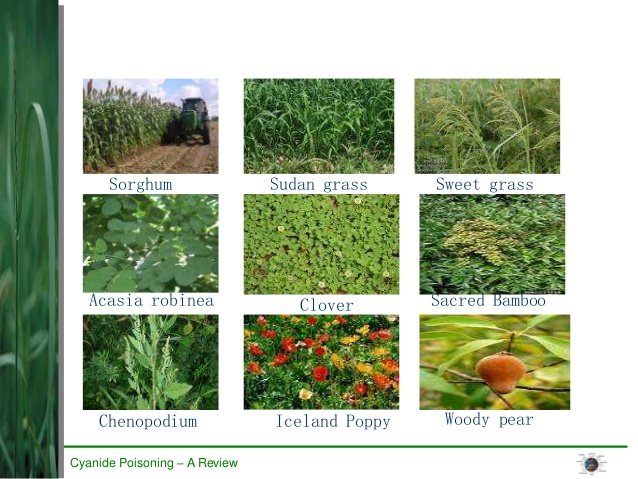 Sorghum
Sudan grass
Sweet grass
Acasia robinea
Clover
Sacred Bamboo
Chenopodium
Iceland Poppy
Woody pear
Cyanide Poisoning – A Review